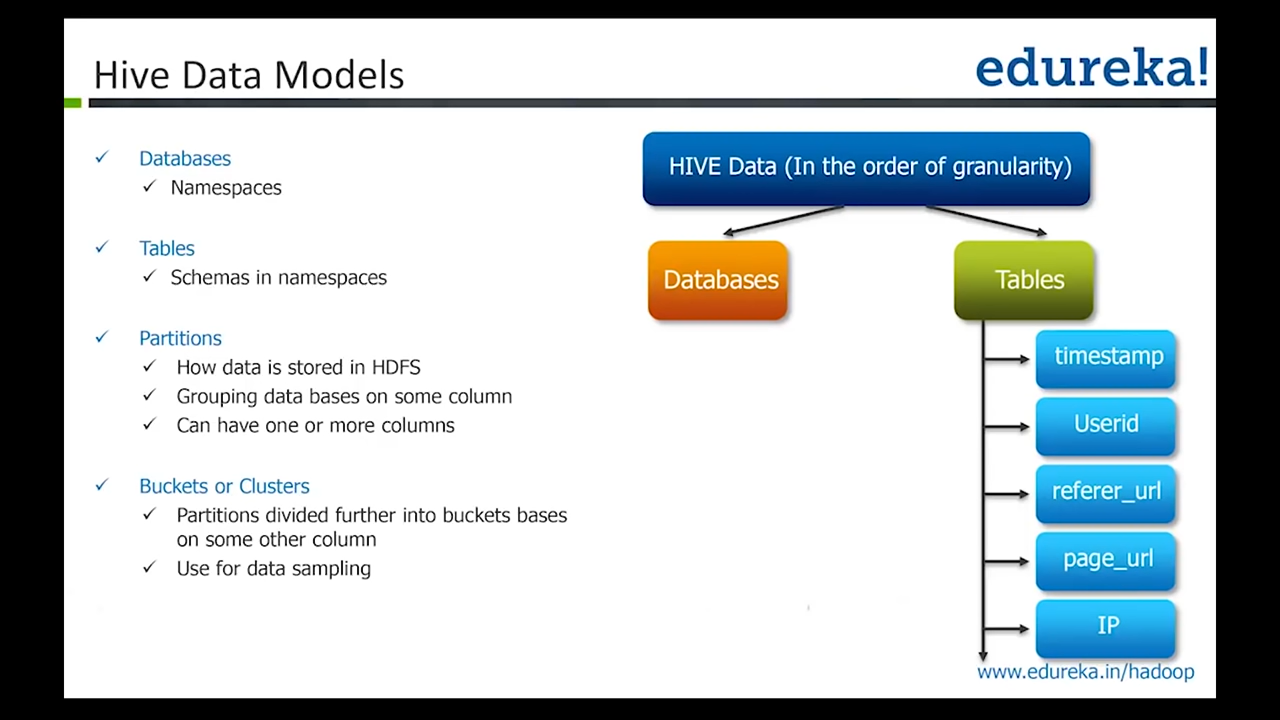 Hive Data Models
edureka!
Databases
Namespaces
Tables
Schemas in namespaces
Partitions
How data is stored in HDFS
Grouping data bases on some column
Can have one or more columns
Buckets or Clusters
Partitions divided further into buckets bases
on some other column
Use for data sampling
HIVE Data (In the order of granularity)
Databases
Tables
timestamp
Userid
referer_url
page_url
IP
www.edureka.in/hadoop